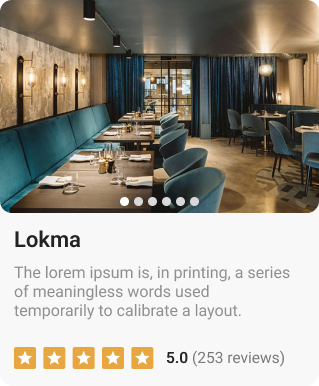 Lokma
The lorem ipsum is, in printing, a series
of meaningless words used
temporarily to calibrate a layout.
5.0 (253 reviews)